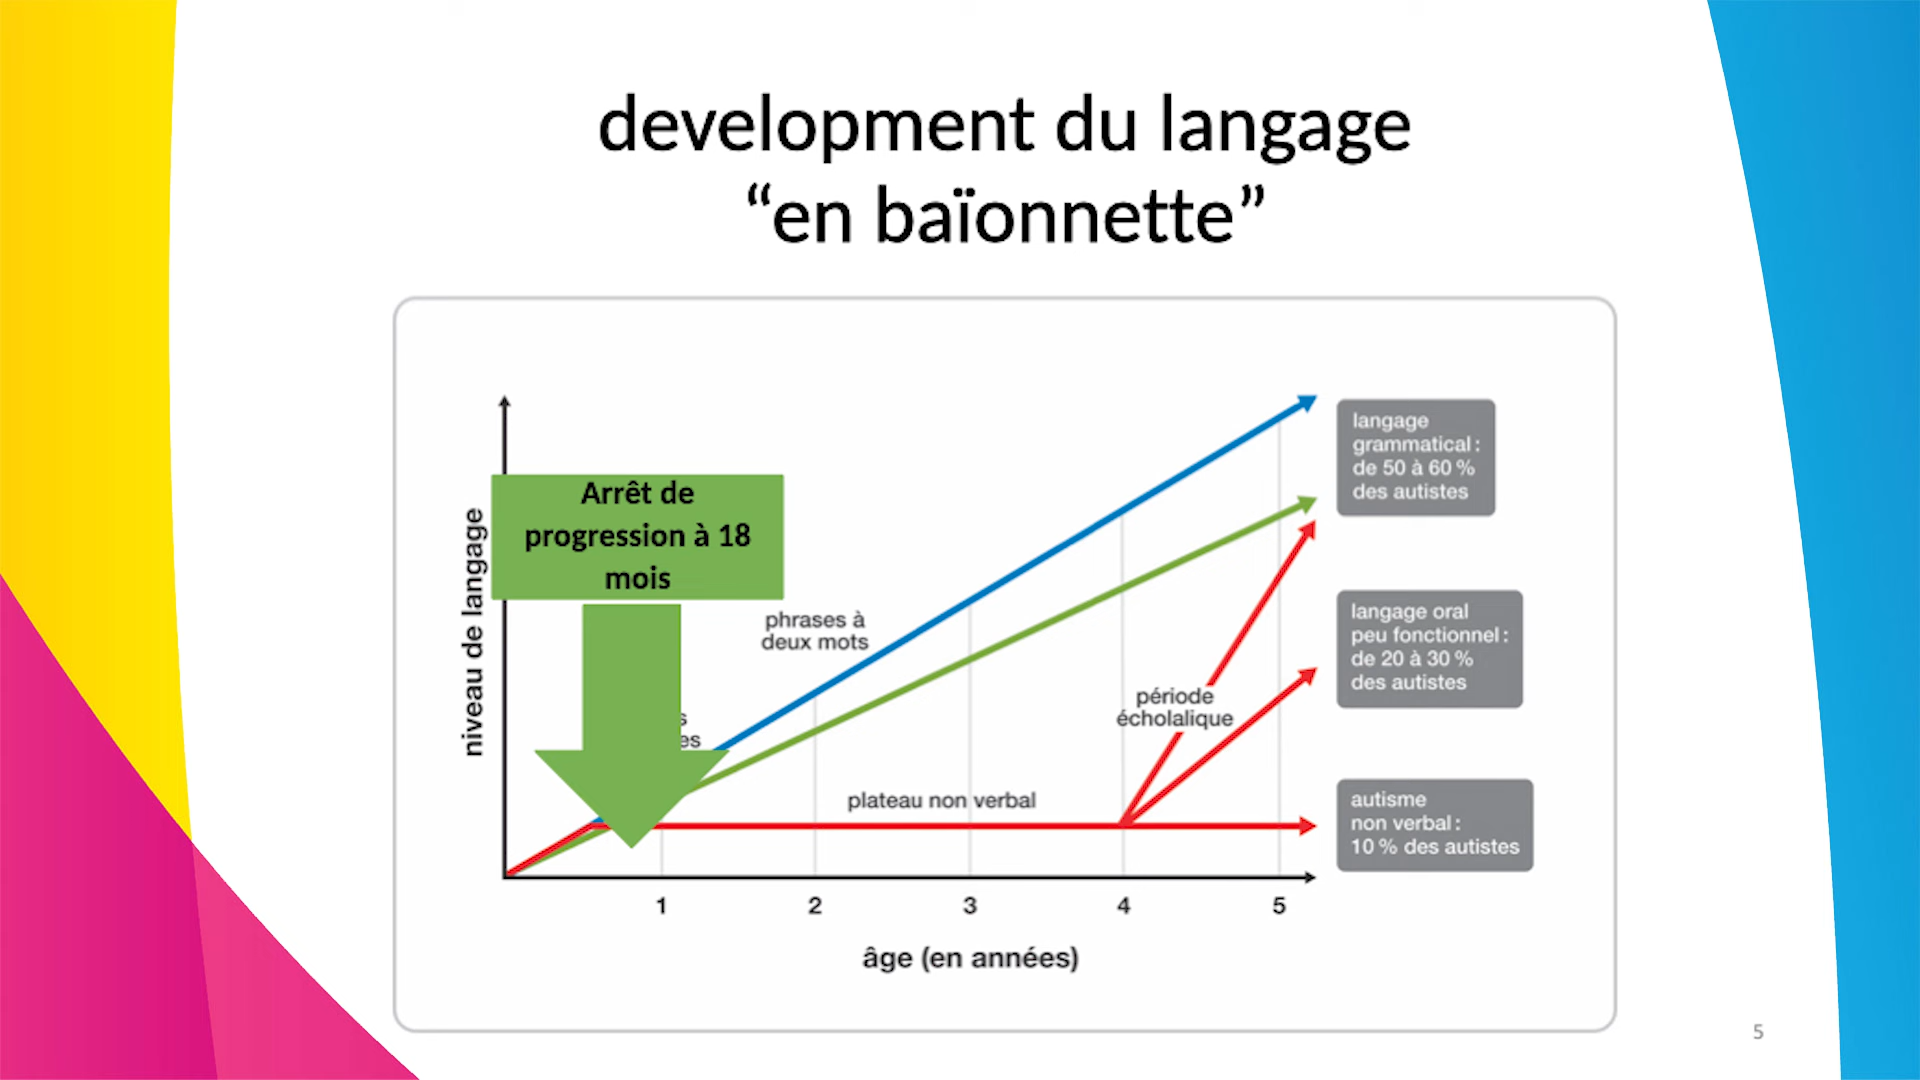 development du langage
“en baïonnette”
niveau de langage
Arrêt de
progression à 18
mois
phrases à
deux mots
période
écholalique
plateau non verbal
langage
grammatical :
de 50 à 60 %
des autistes
langage oral
peu fonctionnel :
de 20 à 30 %
des autistes
autisme
non verbal :
10 % des autistes
1 2 3 4 5
âge (en années)
5